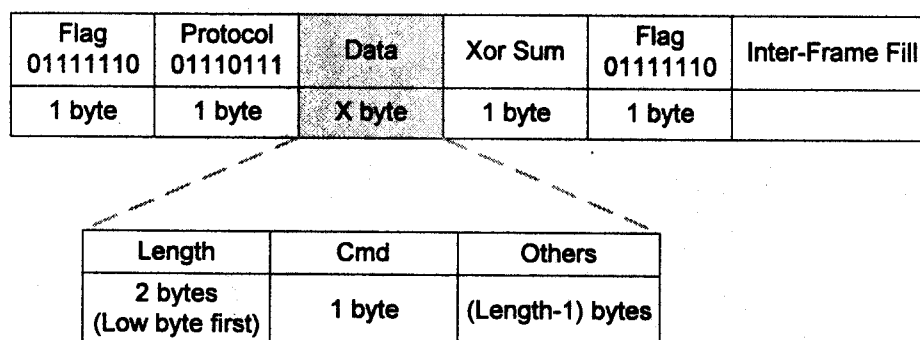 Flag
01111110
Protocol
01110111
Data
Xor Sum
Flag
01111110
Inter-Frame Fill
1 byte
1 byte
X byte
1 byte
1 byte
Length
Cmd
Others
2 bytes
(Low byte first)
1 byte
(Length-1) bytes